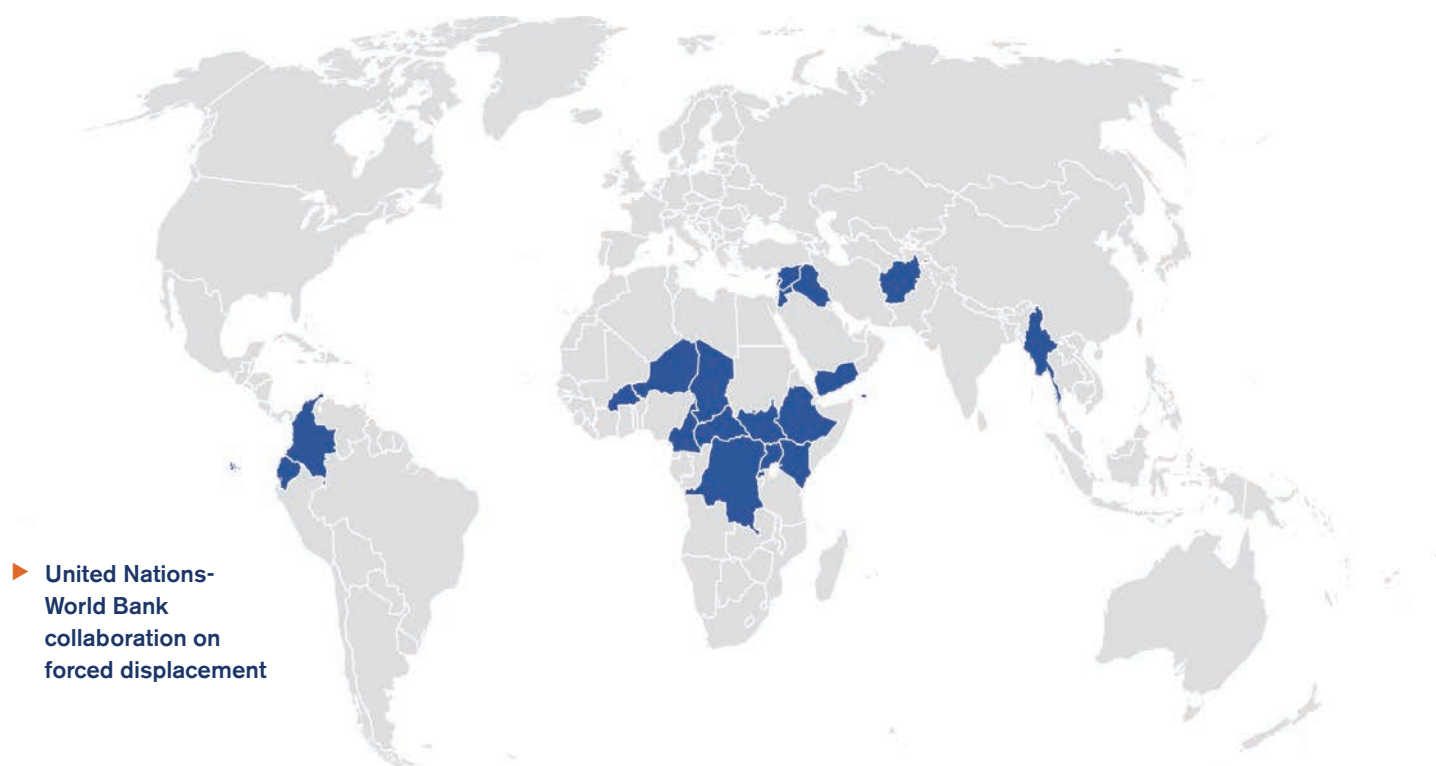 United Nations-
World Bank
collaboration on
forced displacement